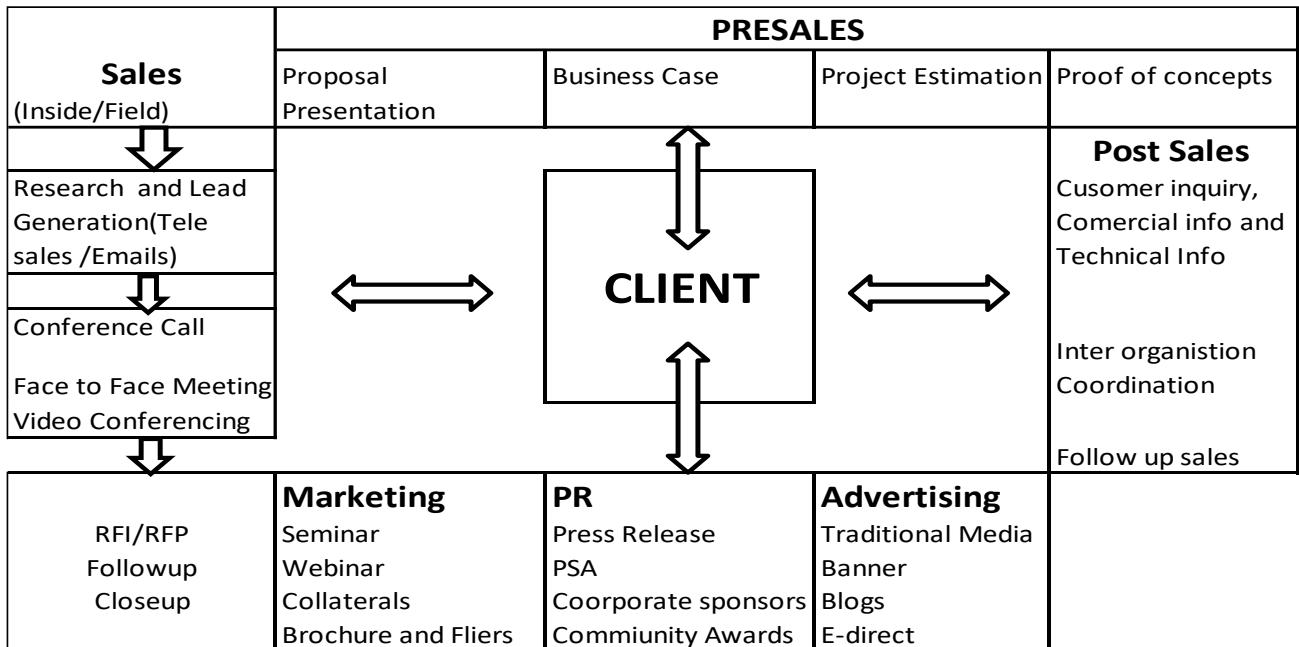 PRESALES
Sales
(Inside/Field)
Proposal
Presentation
Business Case
Project Estimation
Proof of concepts
Research and Lead
Generation(Tele
sales /Emails)
Conference Call
Face to Face Meeting
Video Conferencing
CLIENT
Post Sales
Cusomer inquiry,
Comercial info and
Technical Info
Inter organistion
Coordination
Follow up sales
RFI/RFP
Followup
Closeup
Marketing
Seminar
Webinar
Collaterals
Brochure and Fliers
PR
Press Release
PSA
Coorporate sponsors
Commiunity Awards
Advertising
Traditional Media
Banner
Blogs
E-direct